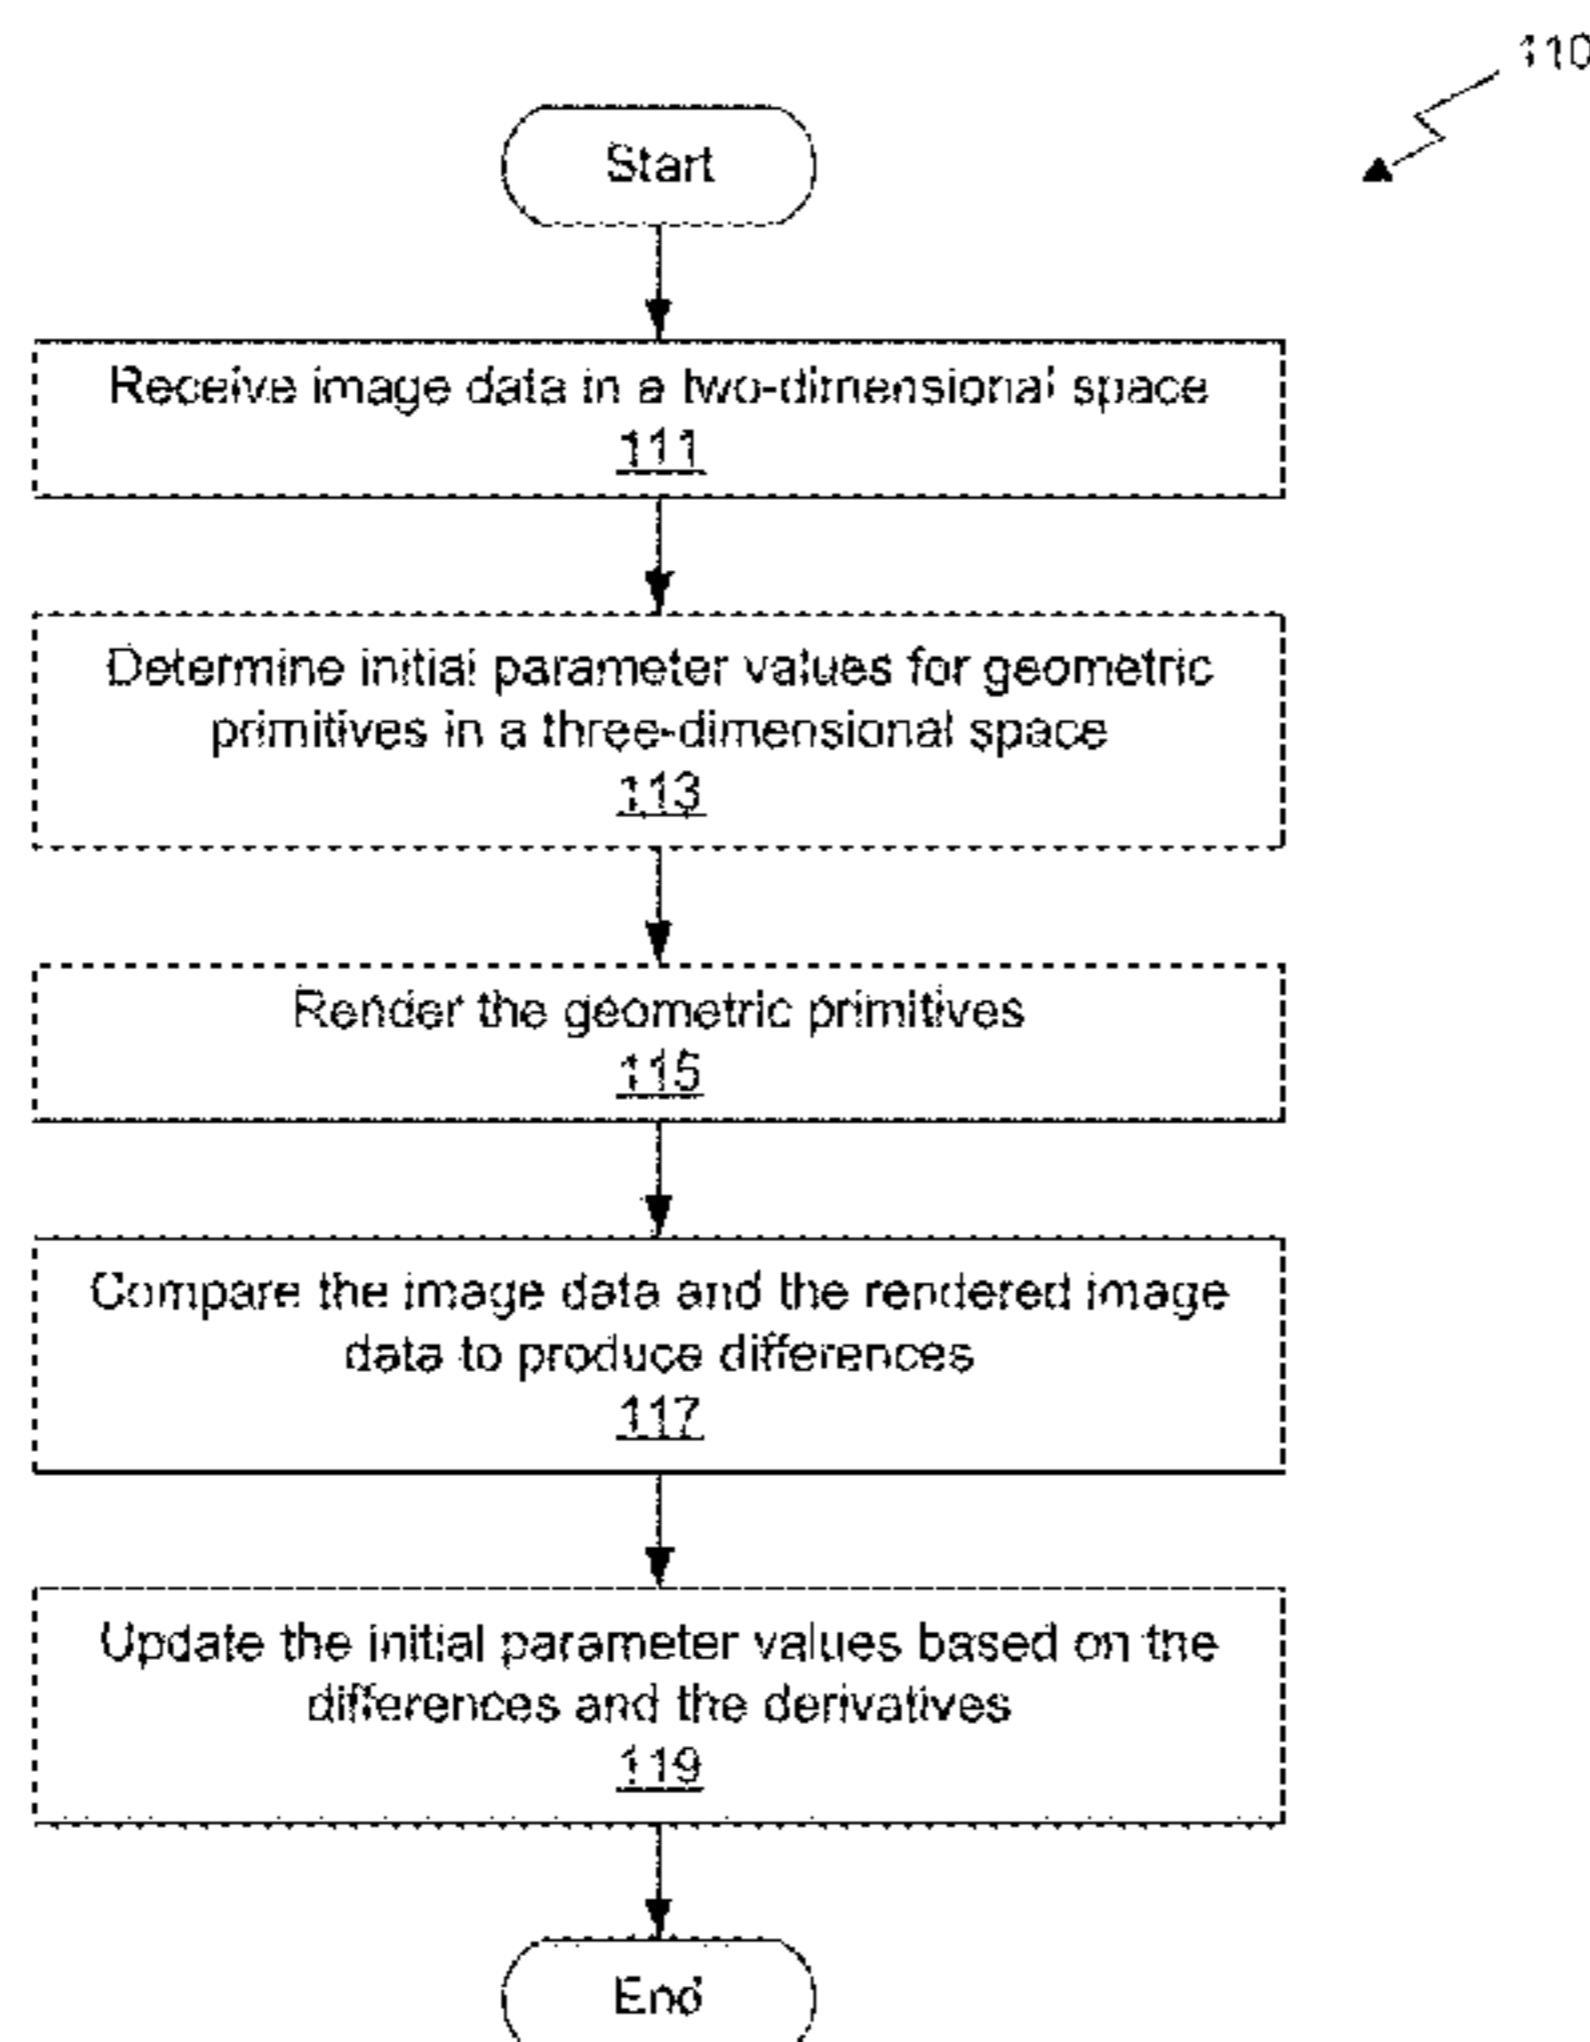 110
Start
Receive image data in a two-dimensional space
111
Determine initial parameter values for geometric
primitives in a three-dimensional space
113
Render the geometric primitives
115
Compare the image data and the rendered image
data to produce differences
117
Update the initial parameter values based on the
differences and the derivatives
119
End